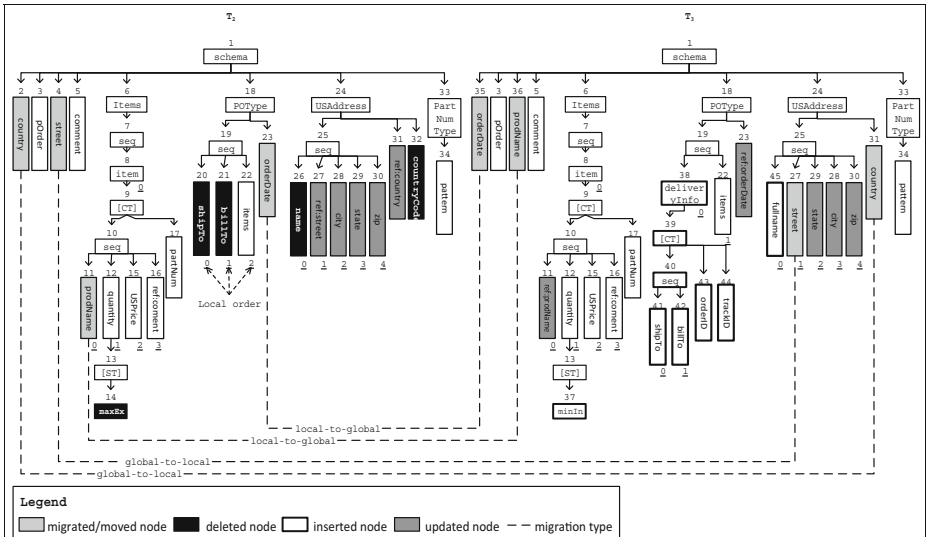 T₂ T₃
1 1
schema schema
2 3 4 5 6 18 24 33 35 3 36 5 6 18 24 33
country pOrder street comment Items POType USAddress Part Num Type orderDate pOrder prodName comment Items POType USAddress Part Num Type
7 19 23 25 31 32 34 7 19 23 25 31 34
seq seq orderDate seq ref:country countryCode pattern seq seq ref:orderDate seq country pattern
8 20 21 22 26 27 28 29 30 8 38 22 45 27 29 28 30
item shipTo billTo items name ref:street city state zip item deliver yInfo items fullname street state city zip
0 0 1 2 0 1 2 3 4 0 0 1 0 1 2 3 4
9 9 39
[CT] [CT] [CT]
Local order
10 17 10 17 40 43 44
seq partNum seq partNum seq orderID trackID
11 12 15 16 11 12 15 16 41 42
prodName quantity USPrice ref:coment ref:prodName quantity USPrice ref:coment shipTo billTo
0 1 2 3 0 1 2 3 0 1
13 13
[ST] [ST]
14 37
maxEx minIn
local-to-global
local-to-global
global-to-local
global-to-local
Legend
migrated/moved node deleted node inserted node updated node migration type